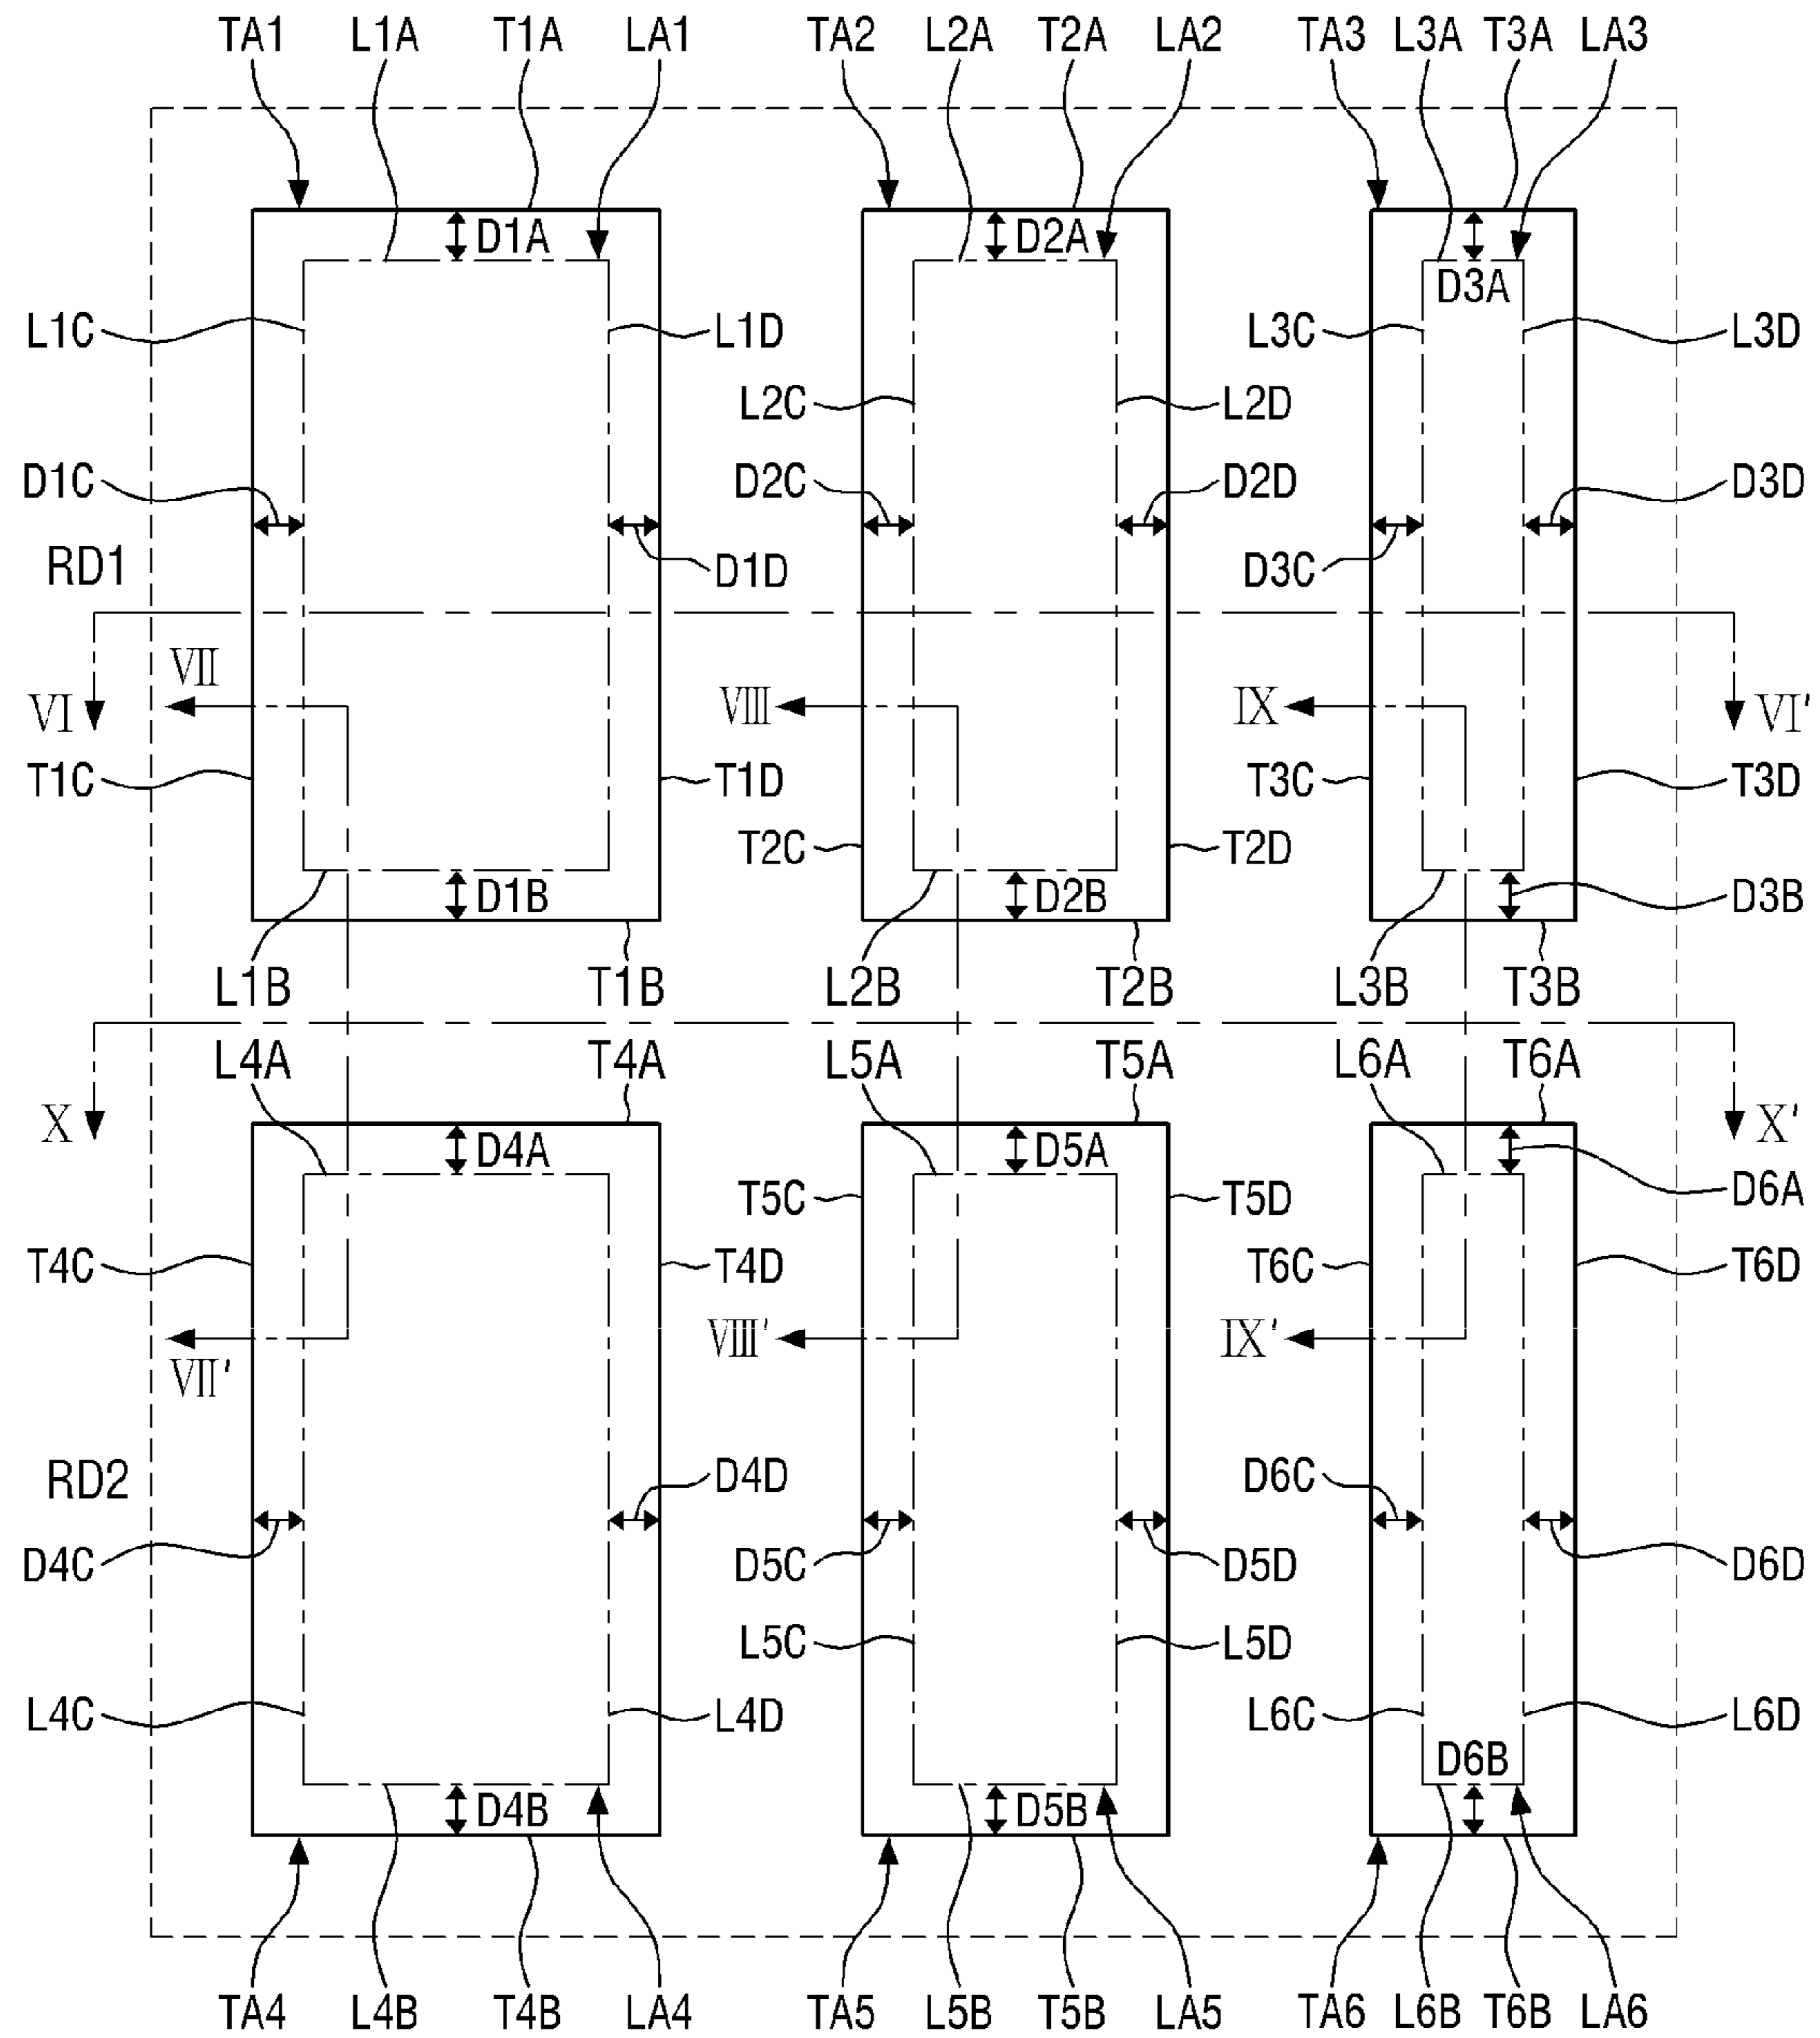 TA1 L1A T1A LA1 TA2 L2A T2A LA2 TA3 L3A T3A LA3
D1A D2A D3A
L1C L1D L3C L3D
L2C L2D
D1C D2C D2D D3D
RD1 D1D D3C
VII
VI VIII IX VI'
T1C T1D T3C T3D
T2C T2D
D1B D2B D3B
L1B T1B L2B T2B L3B T3B
L4A T4A L5A T5A L6A T6A
X X'
D4A D5A D6A
T5C T5D
T4C T4D T6C T6D
VII' VIII' IX'
RD2 D4D D6C
D4C D5C D5D D6D
L5C L5D
L4C L4D L6C L6D
D6B
D4B D5B
TA4 L4B T4B LA4 TA5 L5B T5B LA5 TA6 L6B T6B LA6